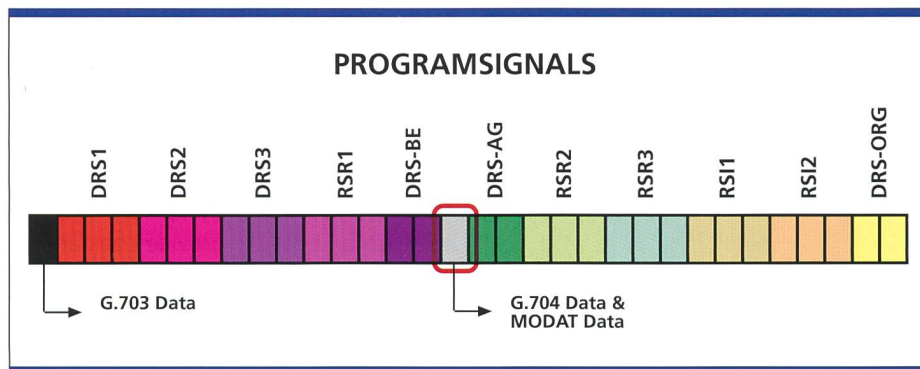 PROGRAMSIGNALS
DRS1
DRS2
DRS3
RSR1
DRS-BE
DRS-AG
RSR2
RSR3
RSI1
RSI2
DRS-ORG
G.703 Data
G.704 Data &
MODAT Data